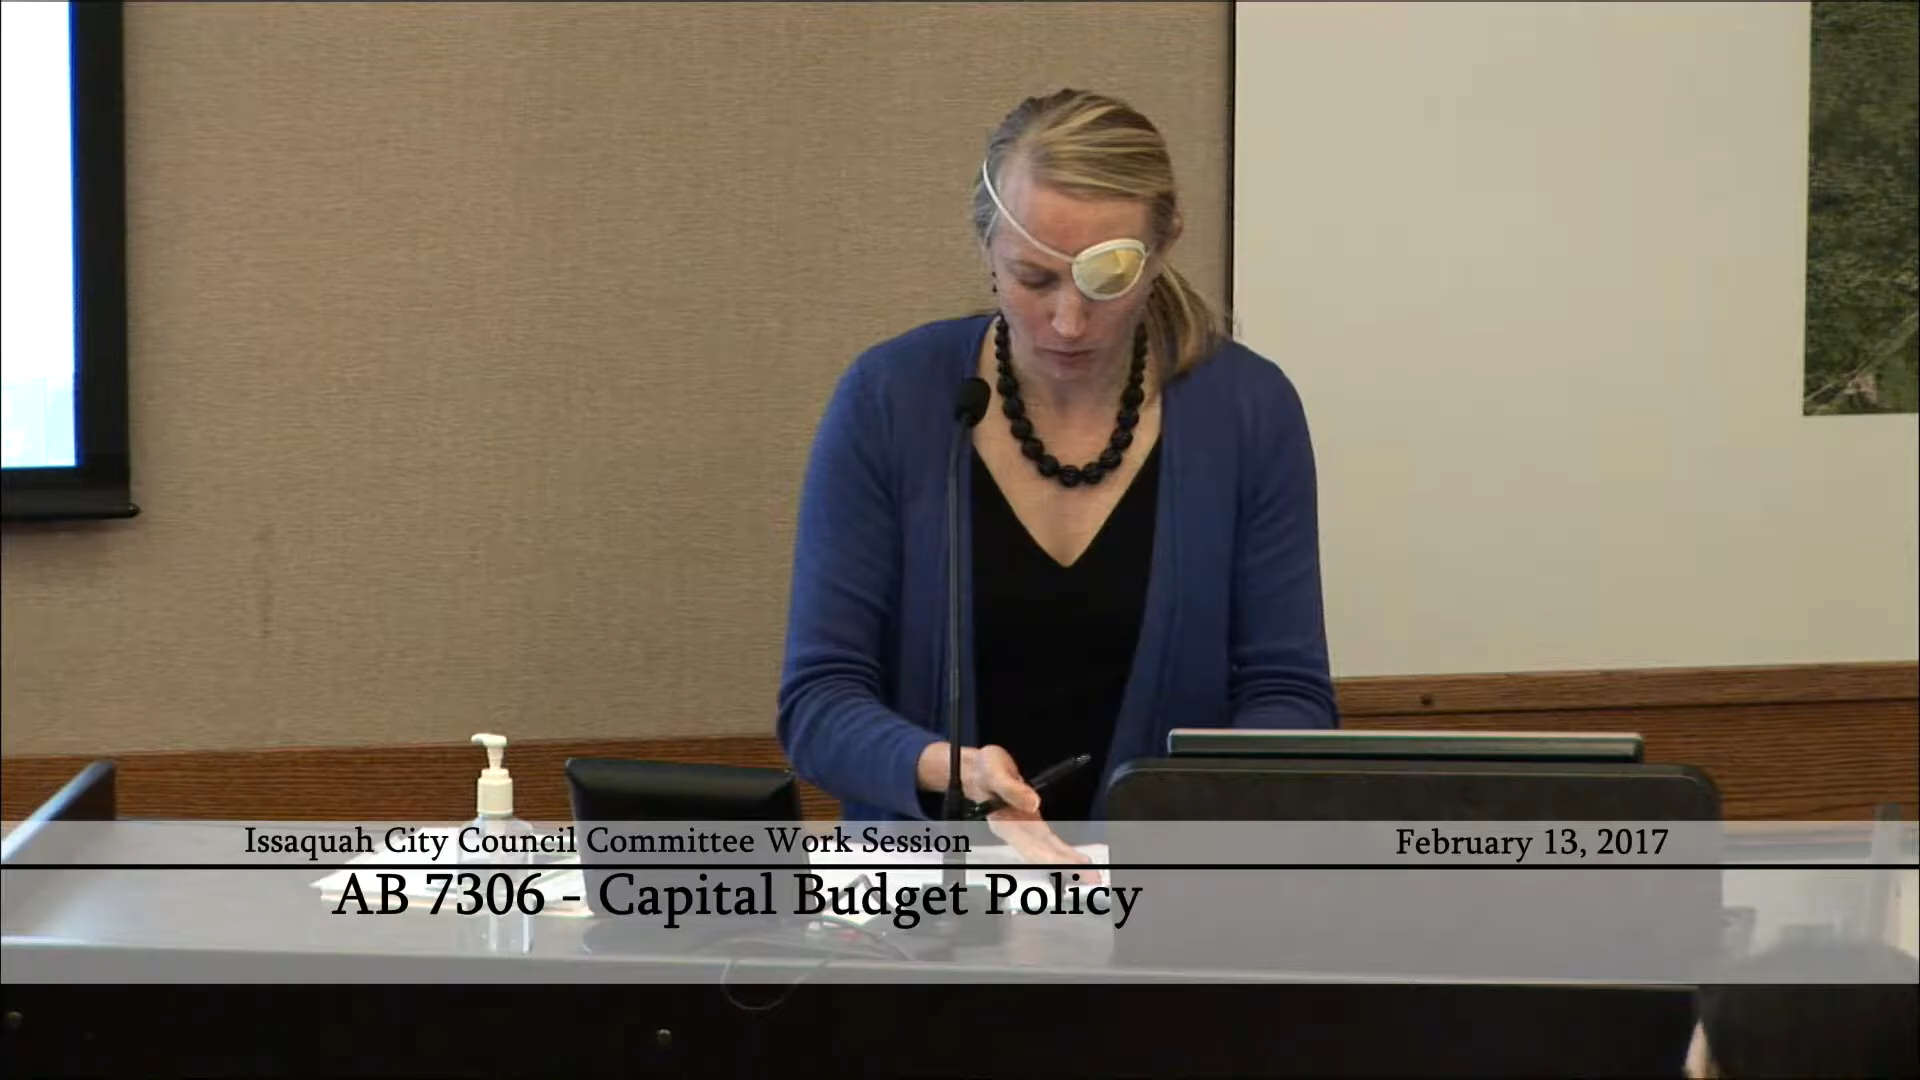 Issaquah City Council Committee Work Session
February 13, 2017
AB 7306 - Capital Budget Policy